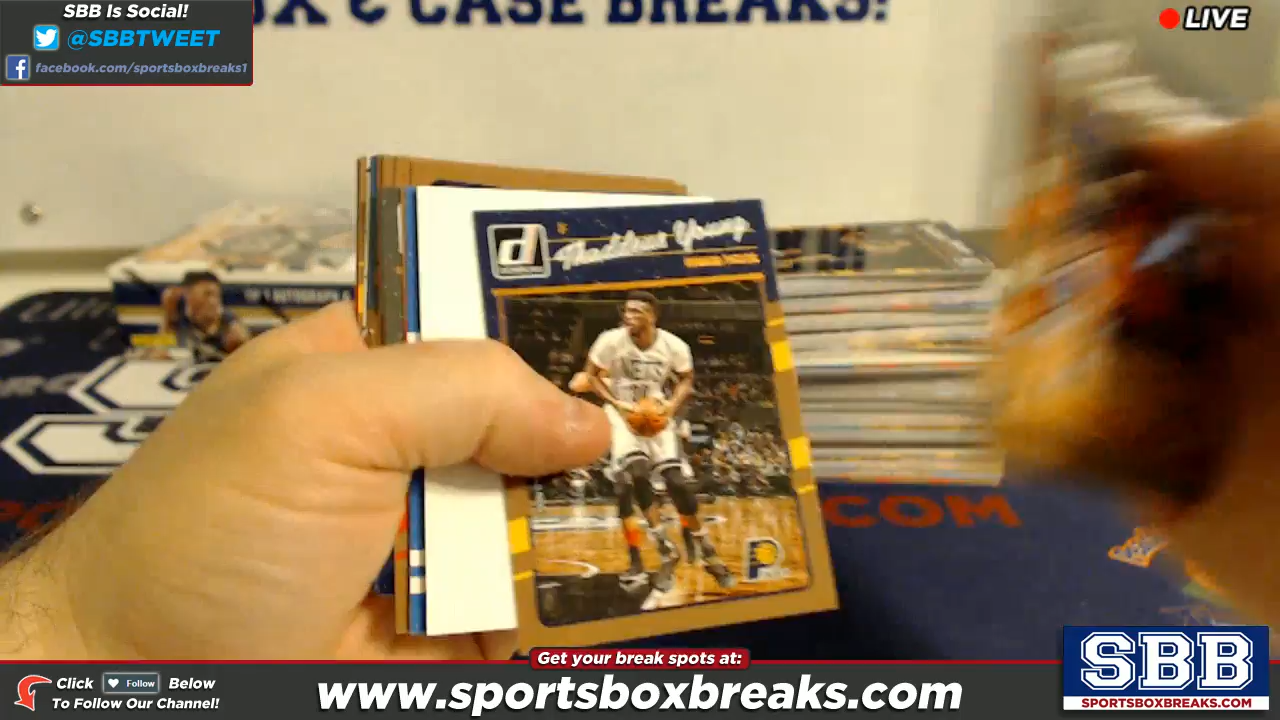 SBB Is Social!
@SBBTWEET
facebook.com/sportsboxbreaks1
OX & CASE BREAKS!
LIVE
d
Thaddeus Young
NETS
COM
Get your break spots at:
Click Follow Below
To Follow Our Channel!
www.sportsboxbreaks.com
SBB
SPORTSBOXBREAKS.COM